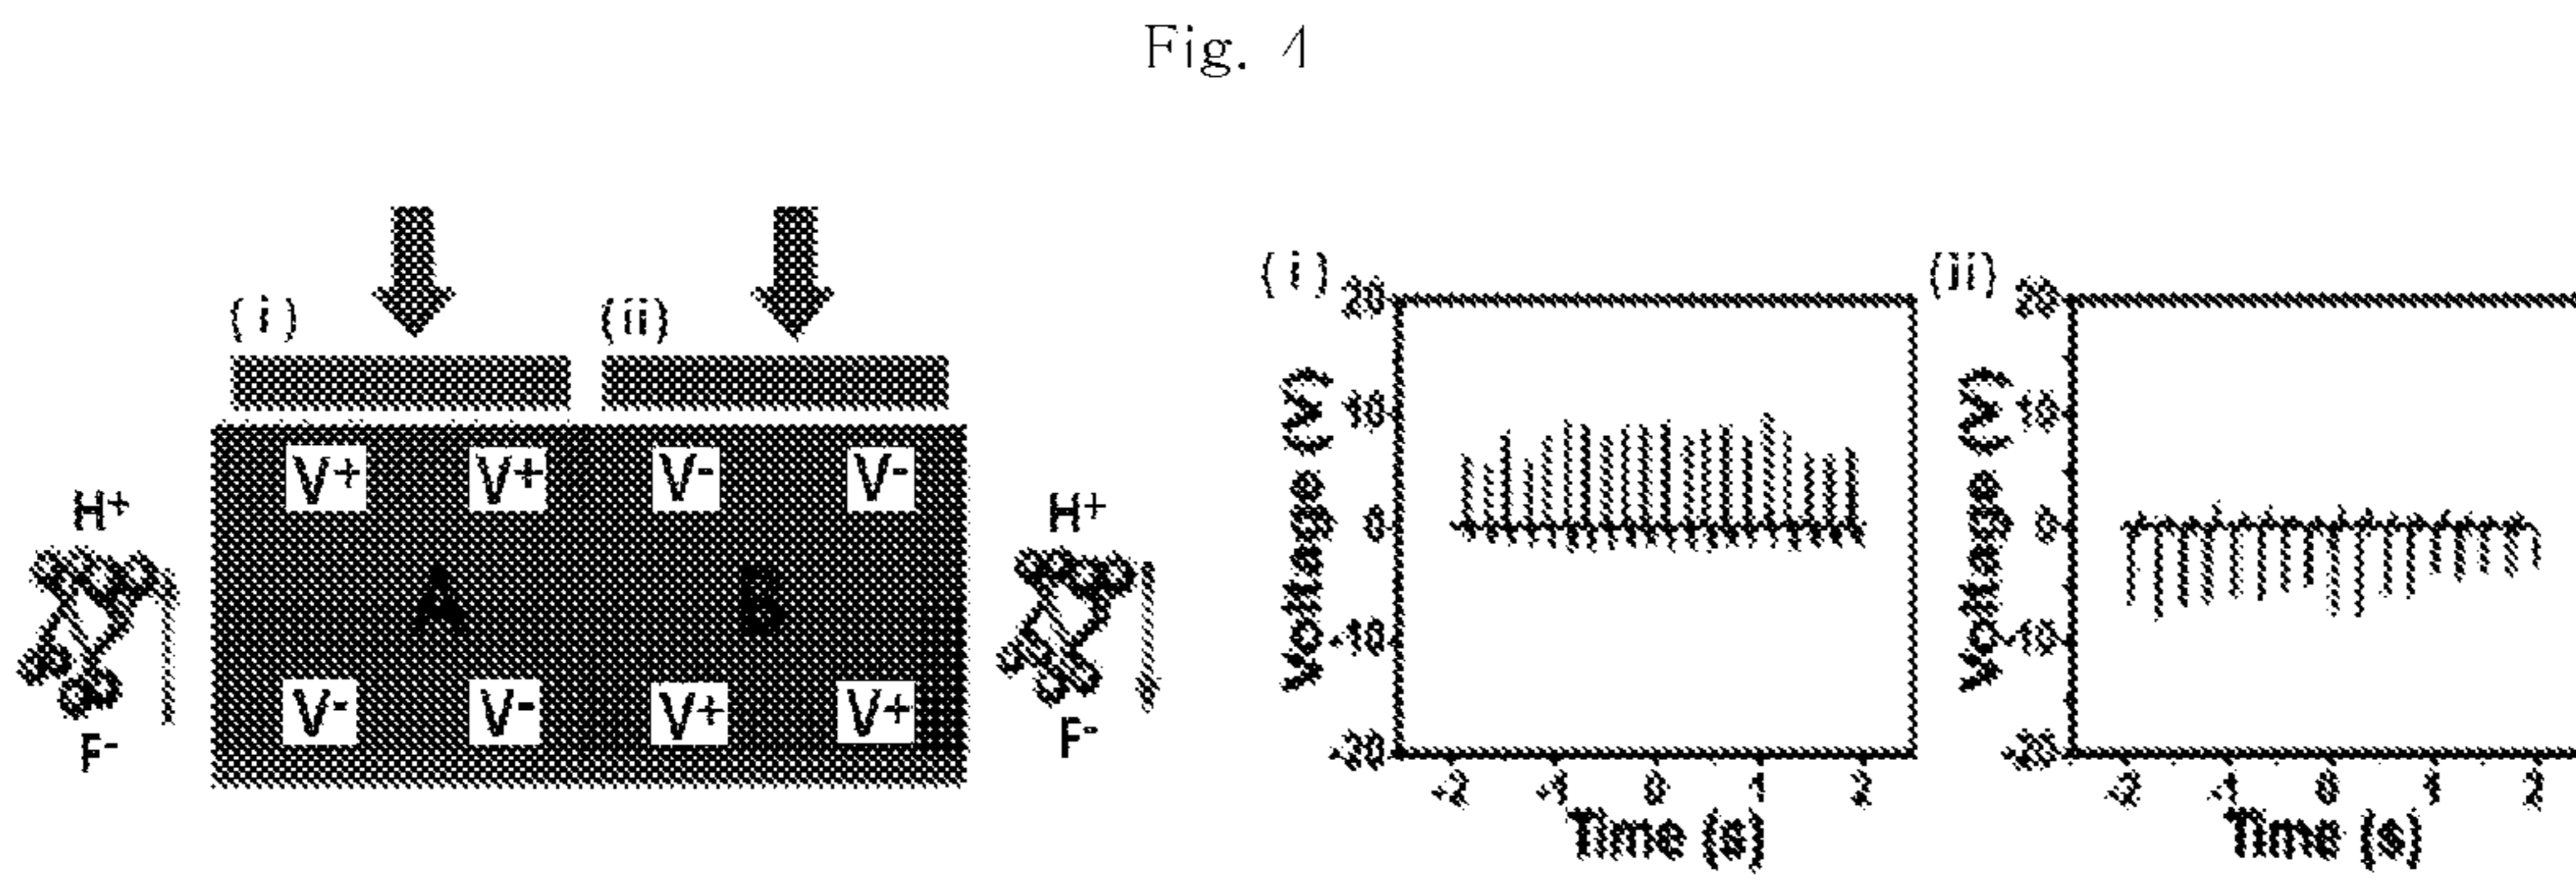 Fig. 4
(i) (ii)
V+ V+ V- V-
H+ H+
A B
V- V- V+ V+
F- F-
(i)
20
10
0
-10
-20
Voltage (V)
-2 -1 0 1 2
Time (s)
(ii)
20
10
0
-10
-20
Voltage (V)
-2 -1 0 1 2
Time (s)